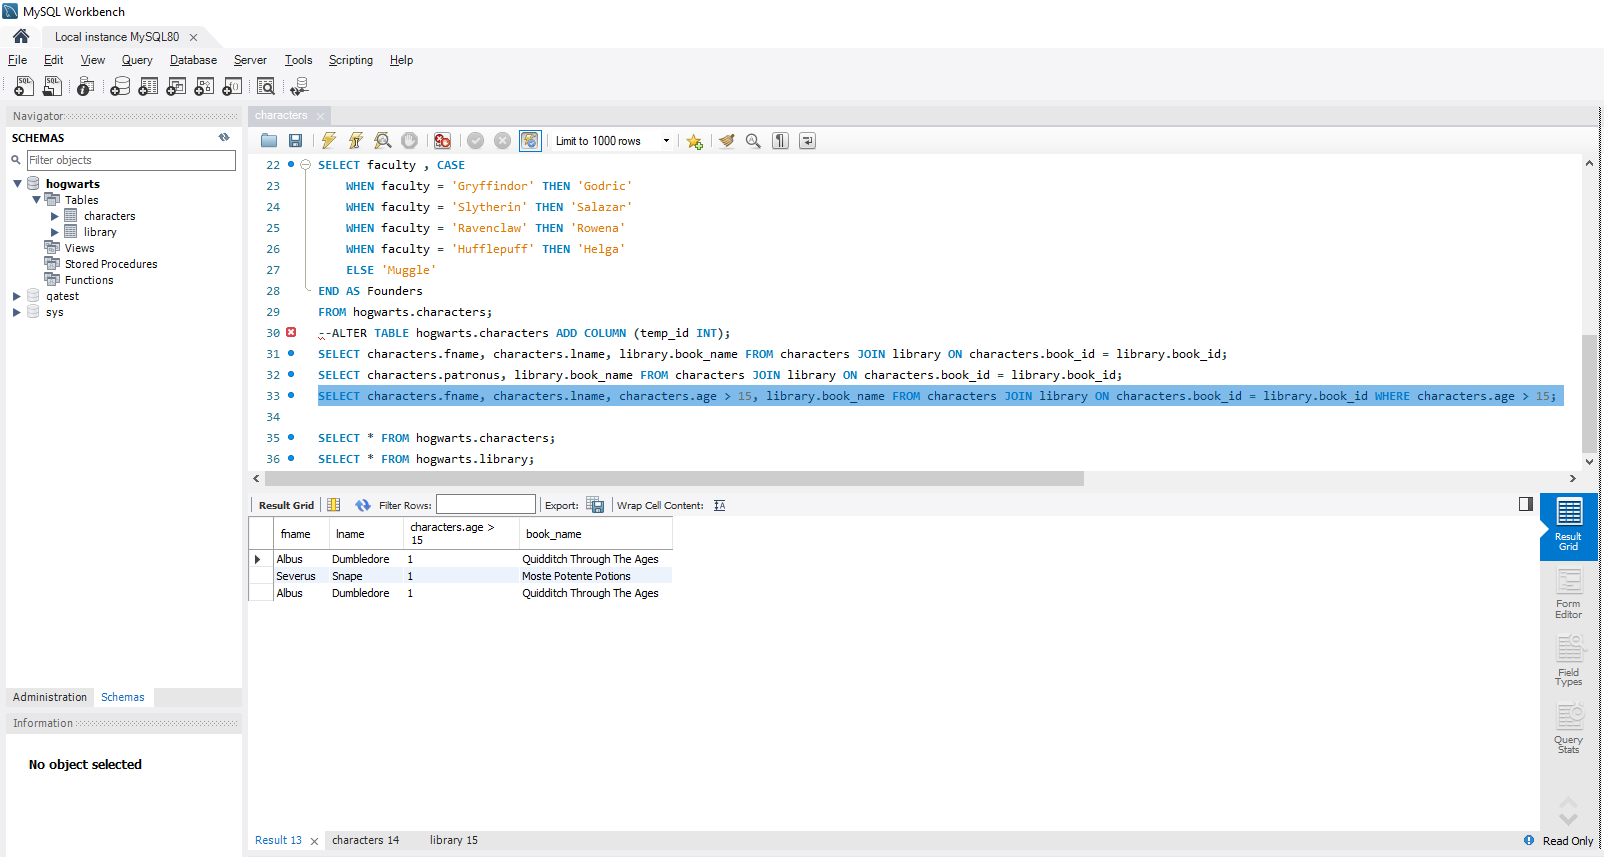 MySQL Workbench
Local instance MySQL80
File Edit View Query Database Server Tools Scripting Help
Navigator
SCHEMAS
Filter objects
hogwarts
Tables
characters
library
Views
Stored Procedures
Functions
qatest
sys
Administration Schemas
Information
No object selected
characters
Limit to 1000 rows
22 SELECT faculty , CASE
23 WHEN faculty = 'Gryffindor' THEN 'Godric'
24 WHEN faculty = 'Slytherin' THEN 'Salazar'
25 WHEN faculty = 'Ravenclaw' THEN 'Rowena'
26 WHEN faculty = 'Hufflepuff' THEN 'Helga'
27 ELSE 'Muggle'
28 END AS Founders
29 FROM hogwarts.characters;
30 --ALTER TABLE hogwarts.characters ADD COLUMN (temp_id INT);
31 SELECT characters.fname, characters.lname, library.book_name FROM characters JOIN library ON characters.book_id = library.book_id;
32 SELECT characters.patronus, library.book_name FROM characters JOIN library ON characters.book_id = library.book_id;
33 SELECT characters.fname, characters.lname, characters.age > 15, library.book_name FROM characters JOIN library ON characters.book_id = library.book_id WHERE characters.age > 15;
34
35 SELECT * FROM hogwarts.characters;
36 SELECT * FROM hogwarts.library;
Result Grid Filter Rows: Export: Wrap Cell Content:
fname lname characters.age > 15 book_name
Albus Dumbledore 1 Quidditch Through The Ages
Severus Snape 1 Moste Potente Potions
Albus Dumbledore 1 Quidditch Through The Ages
Result
Grid
Form
Editor
Field
Types
Query
Stats
Result 13 characters 14 library 15
Read Only